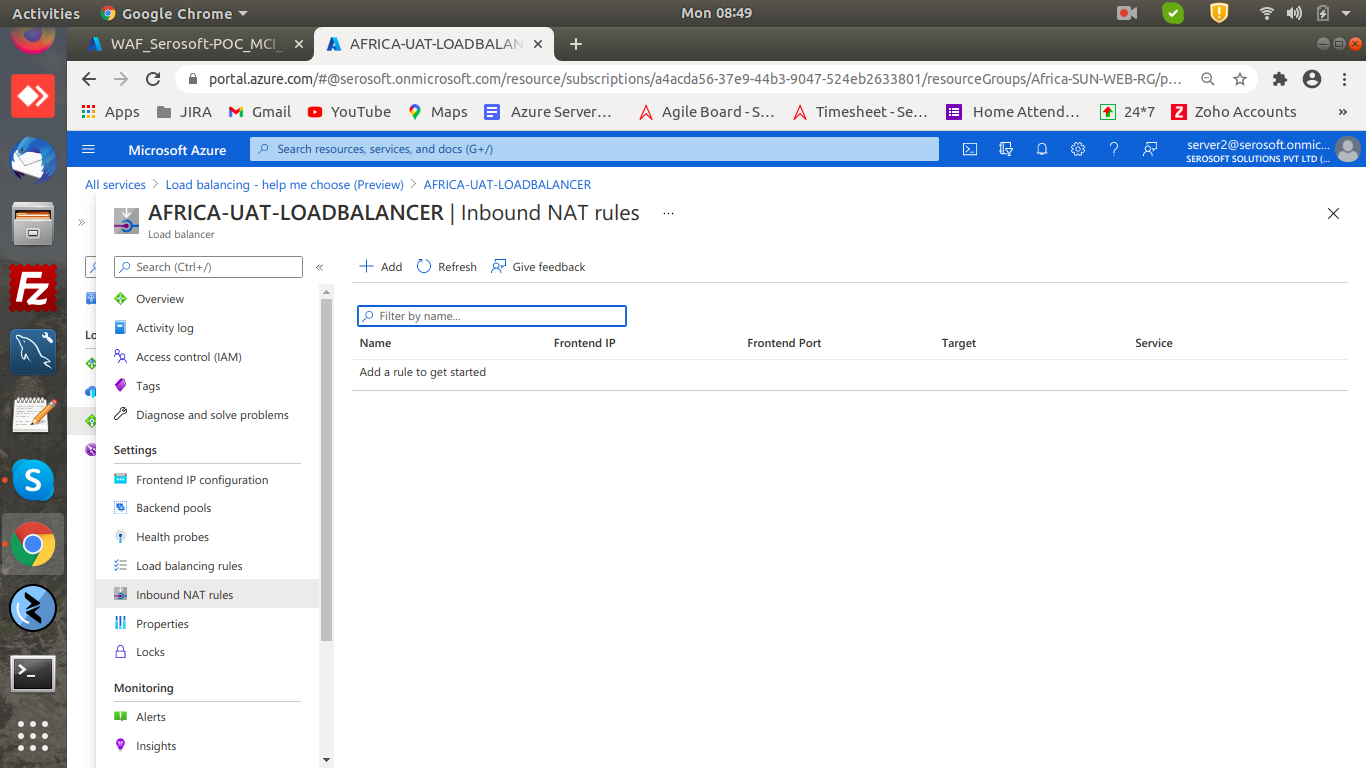 Activities
Google Chrome
Mon 08:49
WAF_Serosoft-POC_MCI_
AFRICA-UAT-LOADBALAN
portal.azure.com/#@serosoft.onmicrosoft.com/resource/subscriptions/a4acda56-37e9-44b3-9047-524eb2633801/resourceGroups/Africa-SUN-WEB-RG/p...
Apps
JIRA
Gmail
YouTube
Maps
Azure Server...
Agile Board - S...
Timesheet - Se...
Home Attend...
24*7
Zoho Accounts
»
Microsoft Azure
Search resources, services, and docs (G+/)
server2@serosoft.onmic...
SEROSOFT SOLUTIONS PVT LTD (...
All services > Load balancing - help me choose (Preview) > AFRICA-UAT-LOADBALANCER
AFRICA-UAT-LOADBALANCER | Inbound NAT rules ...
Load balancer
Search (Ctrl+/)
«
Add
Refresh
Give feedback
Overview
Activity log
Access control (IAM)
Tags
Diagnose and solve problems
Settings
Frontend IP configuration
Backend pools
Health probes
Load balancing rules
Inbound NAT rules
Properties
Locks
Monitoring
Alerts
Insights
Lo
Filter by name...
Name
Frontend IP
Frontend Port
Target
Service
Add a rule to get started